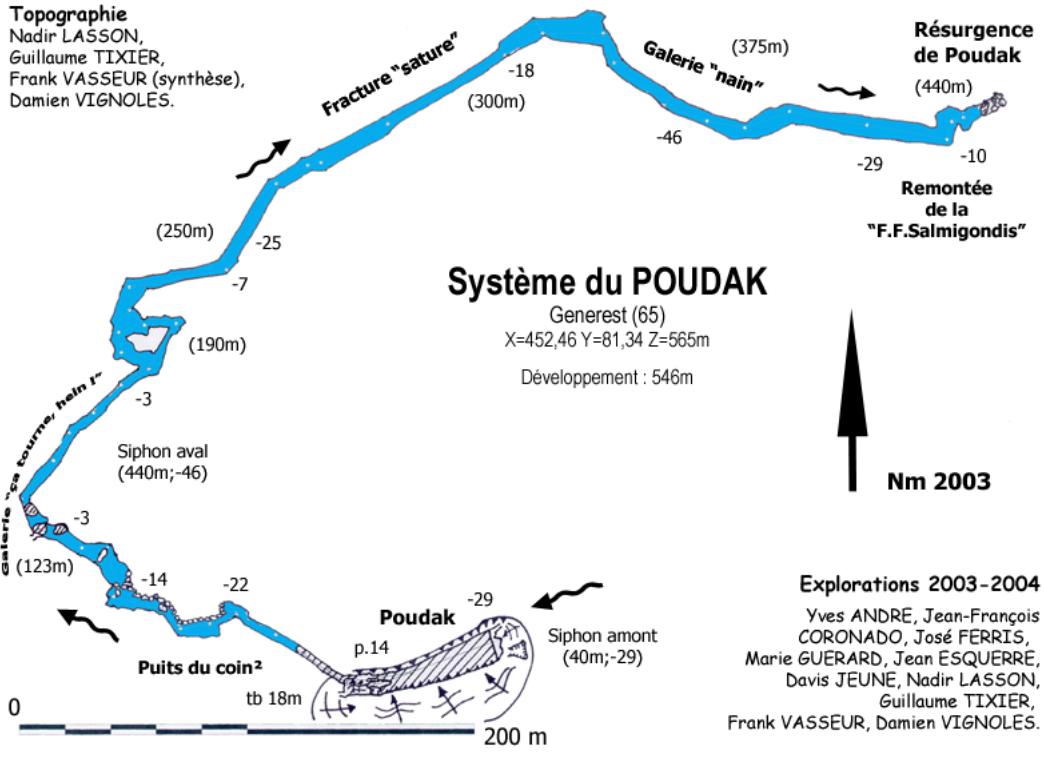 Topographie
Nadir LASSON,
Guillaume TIXIER,
Frank VASSEUR (synthèse),
Damien VIGNOLES.
Fracture "sature"
-18
(300m)
Galerie "nain"
(375m)
-46
Résurgence
de Poudak
(440m)
-29
-10
Remontée
de la
"F.F.Salmigondis"
(250m)
-25
-7
(190m)
-3
Système du POUDAK
Generest (65)
X=452,46 Y=81,34 Z=565m
Développement : 546m
Galerie "ça tourne, hein !"
Siphon aval
(440m;-46)
Nm 2003
-3
(123m)
-14
-22
Puits du coin²
Poudak
-29
p.14
tb 18m
Siphon amont
(40m;-29)
Explorations 2003-2004
Yves ANDRE, Jean-François
CORONADO, José FERRIS,
Marie GUERARD, Jean ESQUERRE,
Davis JEUNE, Nadir LASSON,
Guillaume TIXIER,
Frank VASSEUR, Damien VIGNOLES.
0
200 m